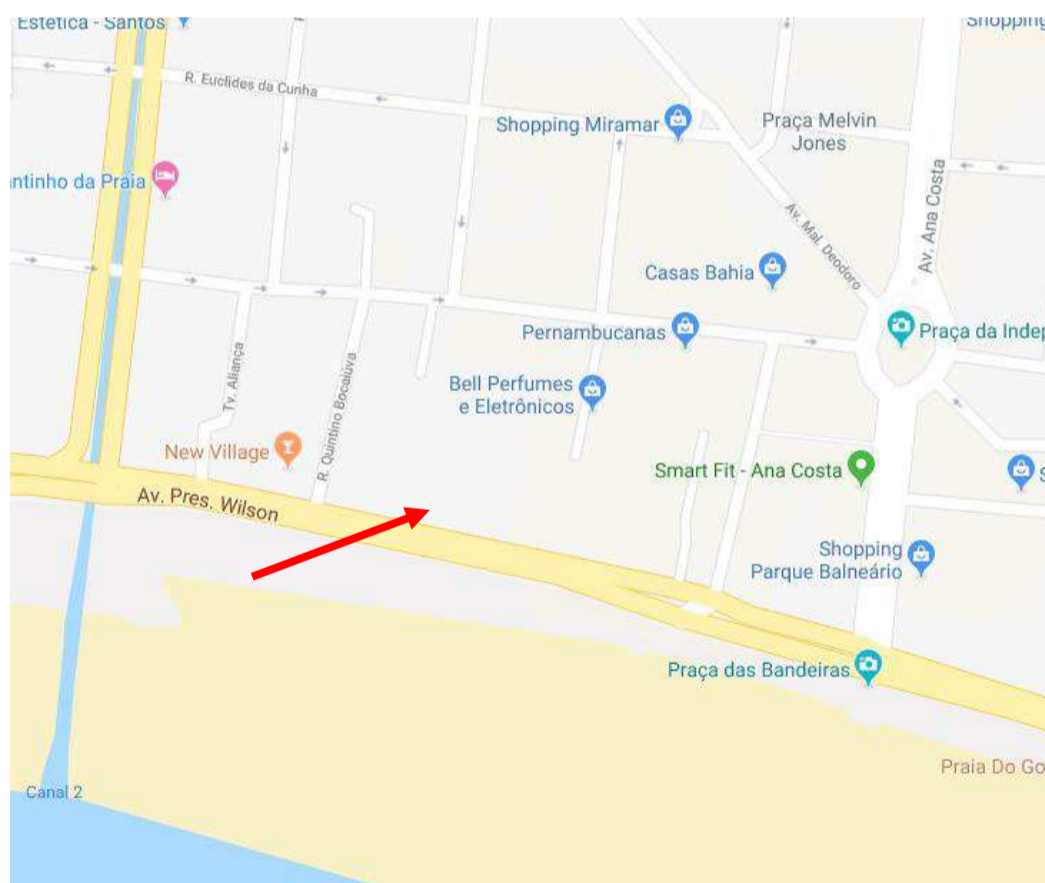 Estética - Santos
Shopping
R. Euclides da Cunha
Shopping Miramar
Praça Melvin
Jones
ntinho da Praia
Av. Ana Costa
Av. Mal. Deodoro
Casas Bahia
Pernambucanas
Praça da Indep
Tv. Aliança
R. Quintino Bocaiúva
Bell Perfumes
e Eletrônicos
New Village
Smart Fit - Ana Costa
S
Av. Pres. Wilson
Shopping
Parque Balneário
Praça das Bandeiras
Praia Do Go
Canal 2